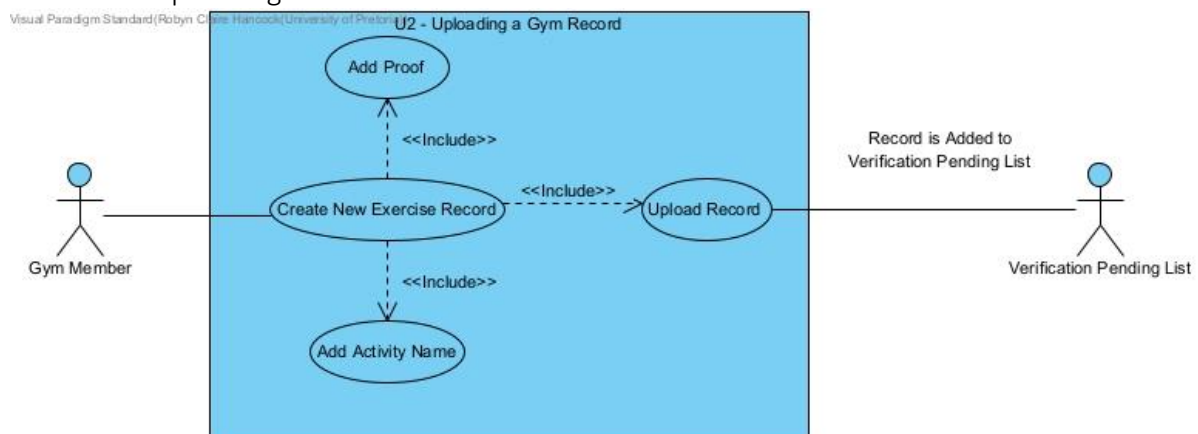 Visual Paradigm Standard(Robyn Claire Hancock(University of Pretoria
U2 - Uploading a Gym Record
Add Proof
<<Include>>
Record is Added to
Verification Pending List
<<Include>>
Create New Exercise Record
Upload Record
Gym Member
Verification Pending List
<<Include>>
Add Activity Name